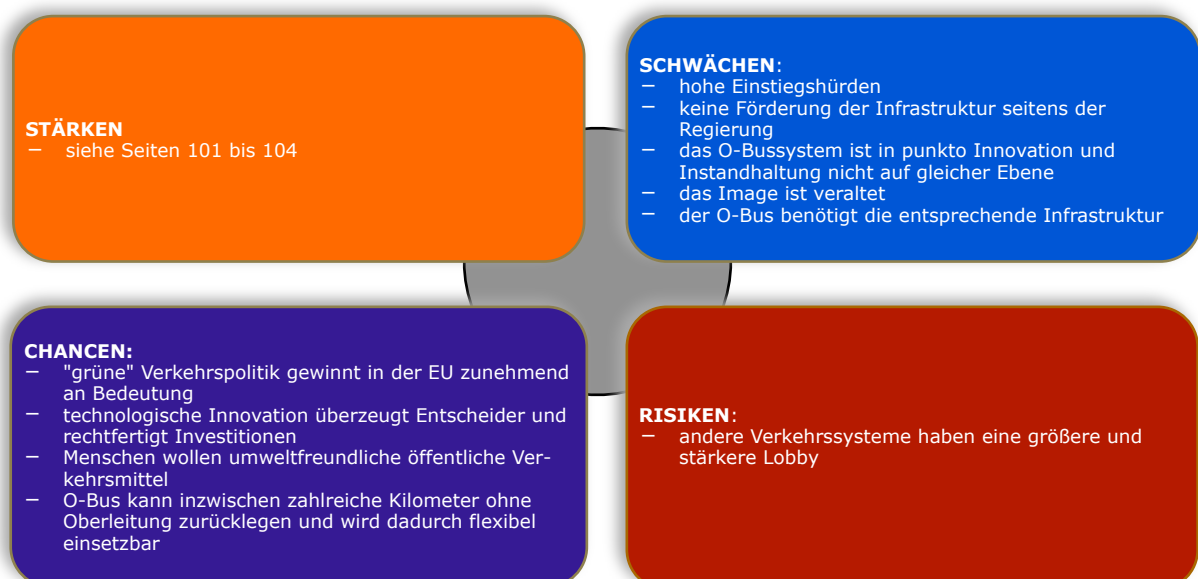 STÄRKEN
– siehe Seiten 101 bis 104
SCHWÄCHEN:
– hohe Einstiegshürden
– keine Förderung der Infrastruktur seitens der
Regierung
– das O-Bussystem ist in punkto Innovation und
Instandhaltung nicht auf gleicher Ebene
– das Image ist veraltet
– der O-Bus benötigt die entsprechende Infrastruktur
CHANCEN:
– "grüne" Verkehrspolitik gewinnt in der EU zunehmend
an Bedeutung
– technologische Innovation überzeugt Entscheider und
rechtfertigt Investitionen
– Menschen wollen umweltfreundliche öffentliche Ver-
kehrsmittel
– O-Bus kann inzwischen zahlreiche Kilometer ohne
Oberleitung zurücklegen und wird dadurch flexibel
einsetzbar
RISIKEN:
– andere Verkehrssysteme haben eine größere und
stärkere Lobby